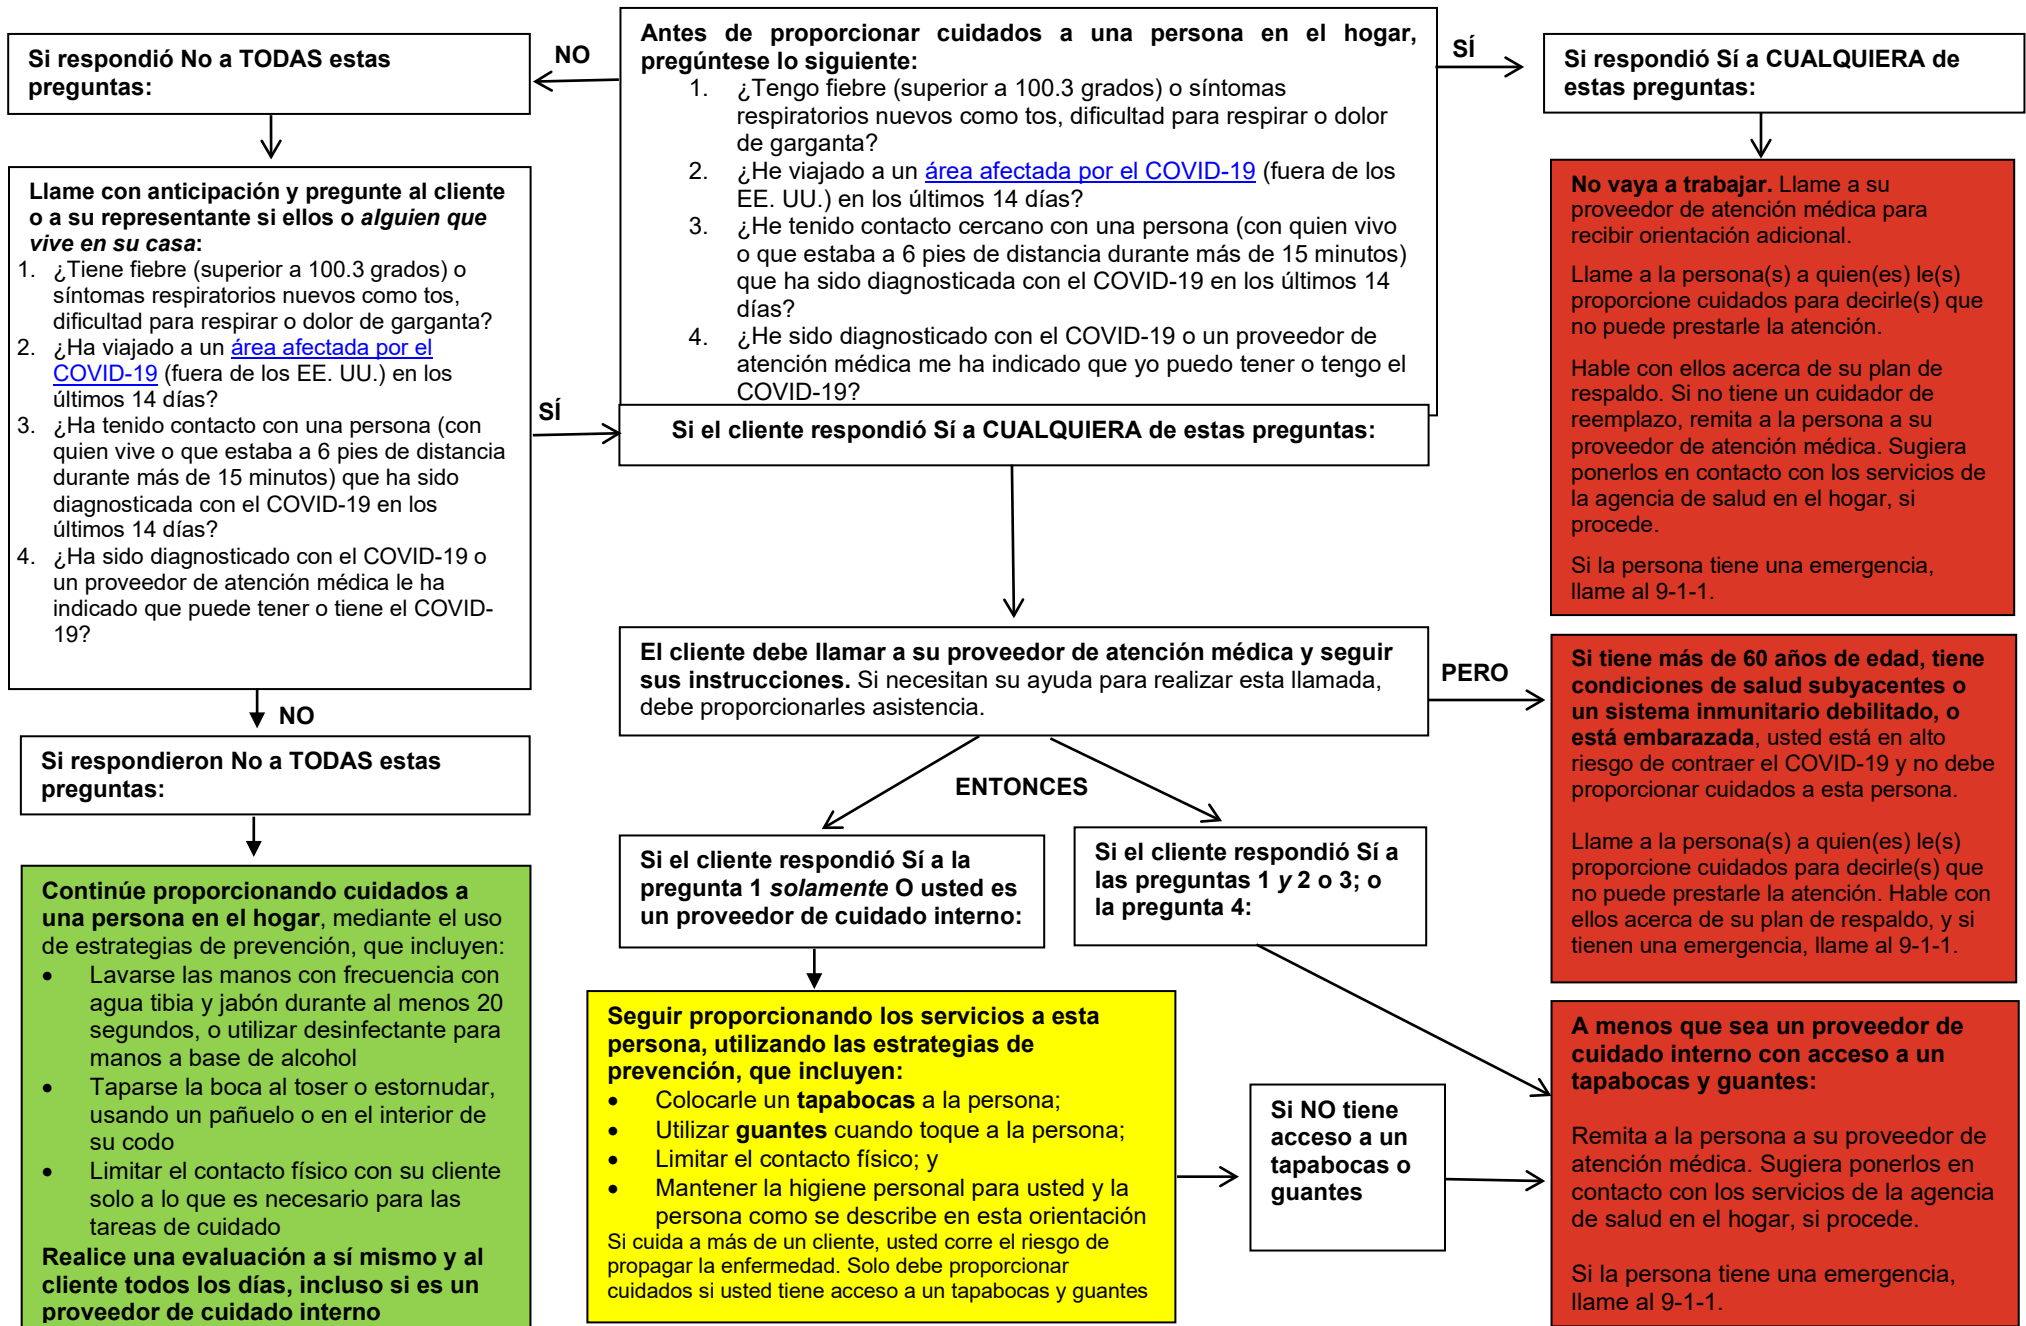 Antes de proporcionar cuidados a una persona en el hogar,
pregúntese lo siguiente:
1. ¿Tengo fiebre (superior a 100.3 grados) o síntomas
respiratorios nuevos como tos, dificultad para respirar o dolor
de garganta?
2. ¿He viajado a un área afectada por el COVID-19 (fuera de los
EE. UU.) en los últimos 14 días?
3. ¿He tenido contacto cercano con una persona (con quien vivo
o que estaba a 6 pies de distancia durante más de 15 minutos)
que ha sido diagnosticada con el COVID-19 en los últimos 14
días?
4. ¿He sido diagnosticado con el COVID-19 o un proveedor de
atención médica me ha indicado que yo puedo tener o tengo el
COVID-19?
NO
Si respondió No a TODAS estas
preguntas:
Llame con anticipación y pregunte al cliente
o a su representante si ellos o alguien que
vive en su casa:
1. ¿Tiene fiebre (superior a 100.3 grados) o
síntomas respiratorios nuevos como tos,
dificultad para respirar o dolor de garganta?
2. ¿Ha viajado a un área afectada por el
COVID-19 (fuera de los EE. UU.) en los
últimos 14 días?
3. ¿Ha tenido contacto con una persona (con
quien vive o que estaba a 6 pies de distancia
durante más de 15 minutos) que ha sido
diagnosticada con el COVID-19 en los
últimos 14 días?
4. ¿Ha sido diagnosticado con el COVID-19 o
un proveedor de atención médica le ha
indicado que puede tener o tiene el COVID-
19?
NO
Si respondieron No a TODAS estas
preguntas:
Continúe proporcionando cuidados a
una persona en el hogar, mediante el uso
de estrategias de prevención, que incluyen:
• Lavarse las manos con frecuencia con
agua tibia y jabón durante al menos 20
segundos, o utilizar desinfectante para
manos a base de alcohol
• Taparse la boca al toser o estornudar,
usando un pañuelo o en el interior de
su codo
• Limitar el contacto físico con su cliente
solo a lo que es necesario para las
tareas de cuidado
Realice una evaluación a sí mismo y al
cliente todos los días, incluso si es un
proveedor de cuidado interno
SÍ
Si el cliente respondió Sí a CUALQUIERA de estas preguntas:
El cliente debe llamar a su proveedor de atención médica y seguir
sus instrucciones. Si necesitan su ayuda para realizar esta llamada,
debe proporcionarles asistencia.
ENTONCES
Si el cliente respondió Sí a la
pregunta 1 solamente O usted es
un proveedor de cuidado interno:
Si el cliente respondió Sí a
las preguntas 1 y 2 o 3; o
la pregunta 4:
Seguir proporcionando los servicios a esta
persona, utilizando las estrategias de
prevención, que incluyen:
• Colocarle un tapabocas a la persona;
• Utilizar guantes cuando toque a la persona;
• Limitar el contacto físico; y
• Mantener la higiene personal para usted y la
persona como se describe en esta orientación
Si cuida a más de un cliente, usted corre el riesgo de
propagar la enfermedad. Solo debe proporcionar
cuidados si usted tiene acceso a un tapabocas y guantes
Si NO tiene
acceso a un
tapabocas o
guantes
SÍ
Si respondió Sí a CUALQUIERA de
estas preguntas:
No vaya a trabajar. Llame a su
proveedor de atención médica para
recibir orientación adicional.
Llame a la persona(s) a quien(es) le(s)
proporcione cuidados para decirle(s) que
no puede prestarle la atención.
Hable con ellos acerca de su plan de
respaldo. Si no tiene un cuidador de
reemplazo, remita a la persona a su
proveedor de atención médica. Sugiera
ponerlos en contacto con los servicios de
la agencia de salud en el hogar, si
procede.
Si la persona tiene una emergencia,
llame al 9-1-1.
PERO
Si tiene más de 60 años de edad, tiene
condiciones de salud subyacentes o
un sistema inmunitario debilitado, o
está embarazada, usted está en alto
riesgo de contraer el COVID-19 y no debe
proporcionar cuidados a esta persona.
Llame a la persona(s) a quien(es) le(s)
proporcione cuidados para decirle(s) que
no puede prestarle la atención. Hable con
ellos acerca de su plan de respaldo, y si
tienen una emergencia, llame al 9-1-1.
A menos que sea un proveedor de
cuidado interno con acceso a un
tapabocas y guantes:
Remita a la persona a su proveedor de
atención médica. Sugiera ponerlos en
contacto con los servicios de la agencia
de salud en el hogar, si procede.
Si la persona tiene una emergencia,
llame al 9-1-1.